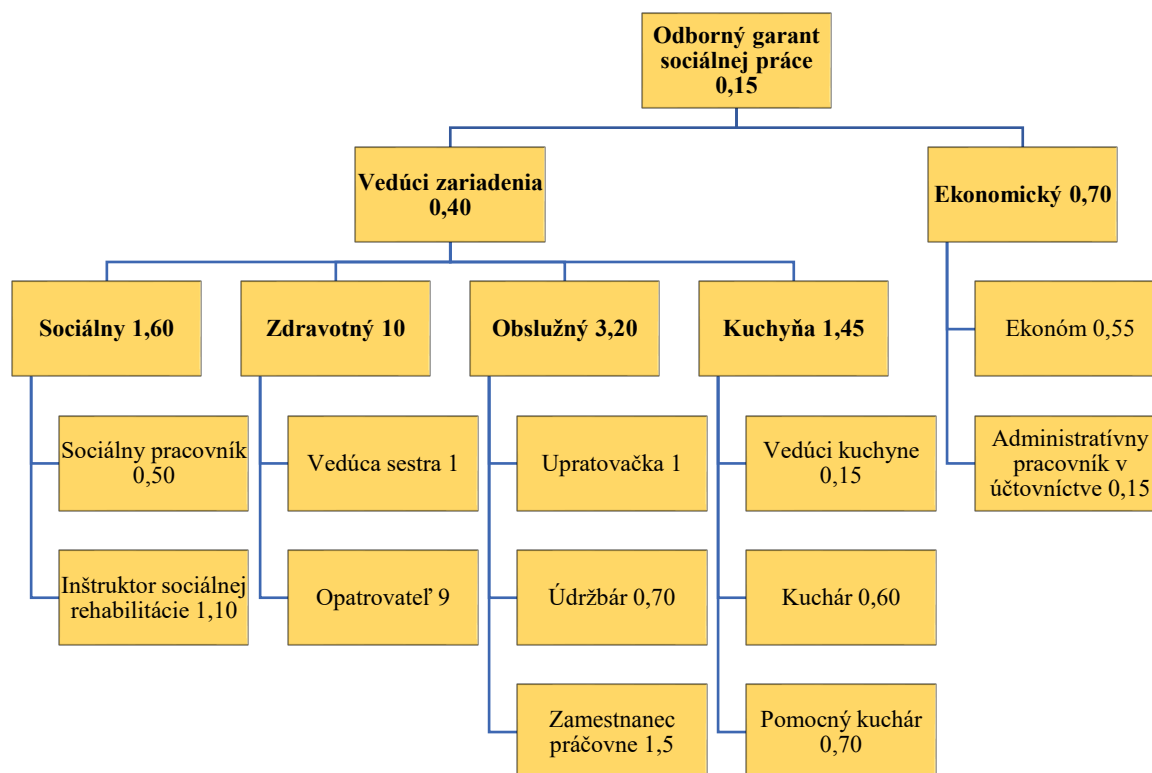 Odborný garant
sociálnej práce
0,15
Vedúci zariadenia
0,40
Ekonomický 0,70
Sociálny 1,60
Zdravotný 10
Obslužný 3,20
Kuchyňa 1,45
Ekonóm 0,55
Sociálny pracovník
0,50
Vedúca sestra 1
Upratovačka 1
Vedúci kuchyne
0,15
Administratívny
pracovník v
účtovníctve 0,15
Inštruktor sociálnej
rehabilitácie 1,10
Opatrovateľ 9
Údržbár 0,70
Kuchár 0,60
Zamestnanec
práčovne 1,5
Pomocný kuchár
0,70